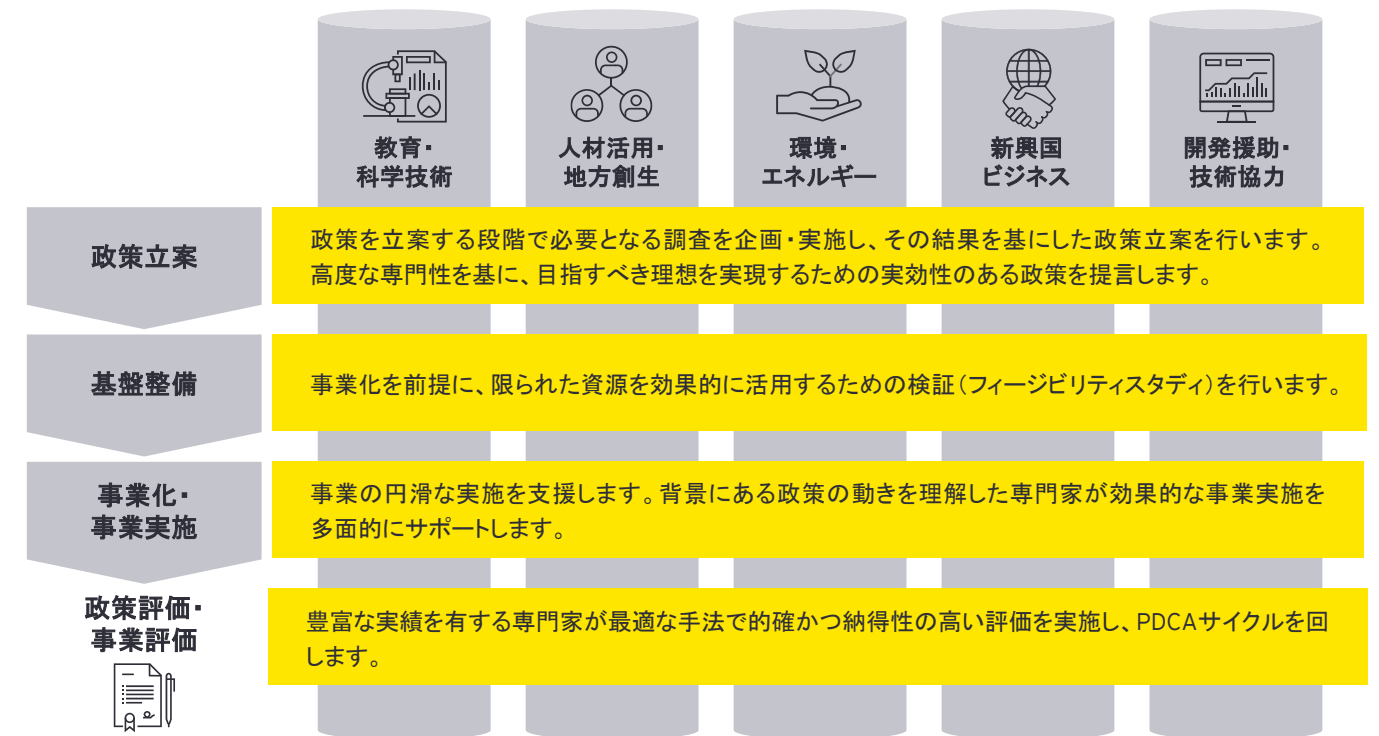 教育・
科学技術
人材活用・
地方創生
環境・
エネルギー
新興国
ビジネス
開発援助・
技術協力
政策立案
政策を立案する段階で必要となる調査を企画・実施し、その結果を基にした政策立案を行います。
高度な専門性を基に、目指すべき理想を実現するための実効性のある政策を提言します。
基盤整備
事業化を前提に、限られた資源を効果的に活用するための検証（フィージビリティスタディ）を行います。
事業化・
事業実施
事業の円滑な実施を支援します。背景にある政策の動きを理解した専門家が効果的な事業実施を
多面的にサポートします。
政策評価・
事業評価
豊富な実績を有する専門家が最適な手法で的確かつ納得性の高い評価を実施し、PDCAサイクルを回
します。